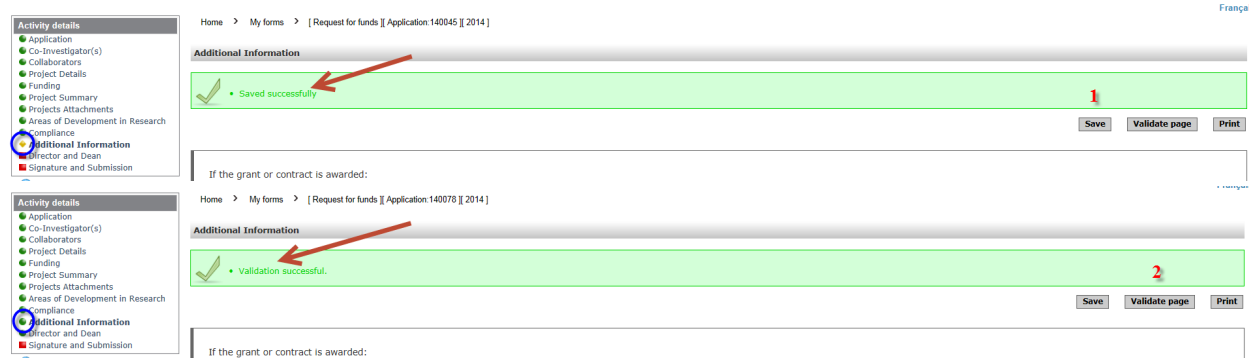 Françai
Home > My forms > [ Request for funds ][ Application:140045 ][ 2014 ]
Activity details
Application
Co-Investigator(s)
Collaborators
Project Details
Funding
Project Summary
Projects Attachments
Areas of Development in Research
Compliance
Additional Information
Director and Dean
Signature and Submission
Additional Information
Saved successfully
1
Save Validate page Print
If the grant or contract is awarded:
Home > My forms > [ Request for funds ][ Application:140078 ][ 2014 ]
Activity details
Application
Co-Investigator(s)
Collaborators
Project Details
Funding
Project Summary
Projects Attachments
Areas of Development in Research
Compliance
Additional Information
Director and Dean
Signature and Submission
Additional Information
Validation successful.
2
Save Validate page Print
If the grant or contract is awarded: